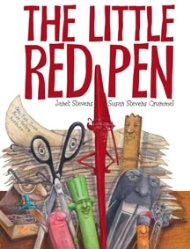 THE LITTLE
RED PEN
Janet Stevens Susan Stevens Crummel